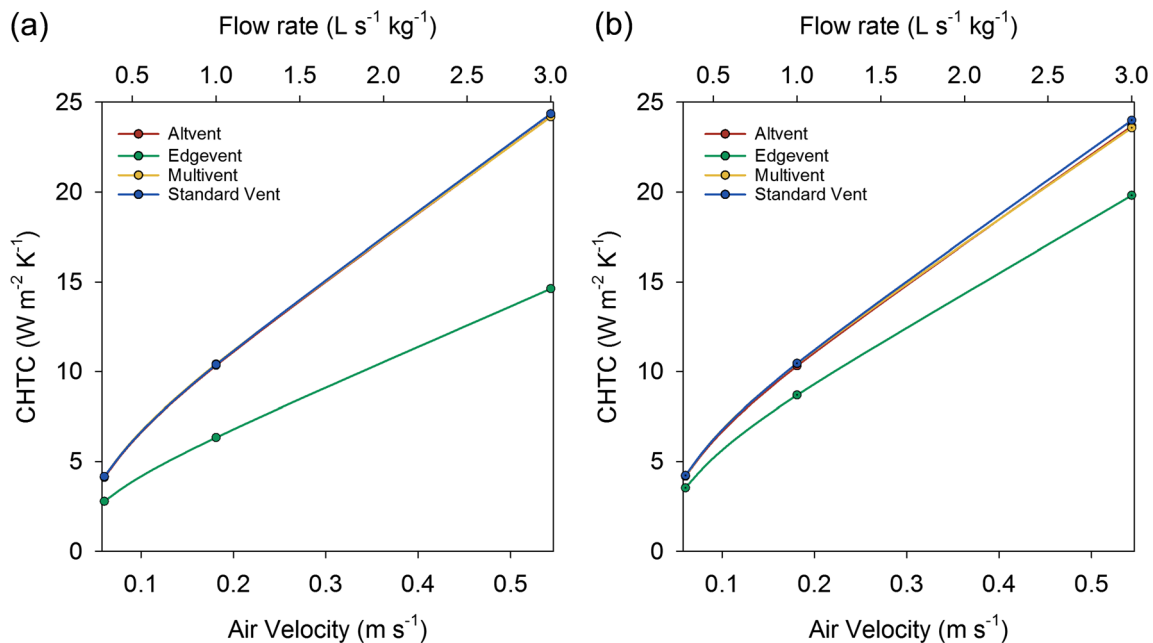 (a)
Flow rate (L s⁻¹ kg⁻¹)
0.5 1.0 1.5 2.0 2.5 3.0
25
20
15
10
5
0
CHTC (W m⁻² K⁻¹)
Altvent
Edgevent
Multivent
Standard Vent
0.1 0.2 0.3 0.4 0.5
Air Velocity (m s⁻¹)
(b)
Flow rate (L s⁻¹ kg⁻¹)
0.5 1.0 1.5 2.0 2.5 3.0
25
20
15
10
5
0
CHTC (W m⁻² K⁻¹)
Altvent
Edgevent
Multivent
Standard Vent
0.1 0.2 0.3 0.4 0.5
Air Velocity (m s⁻¹)